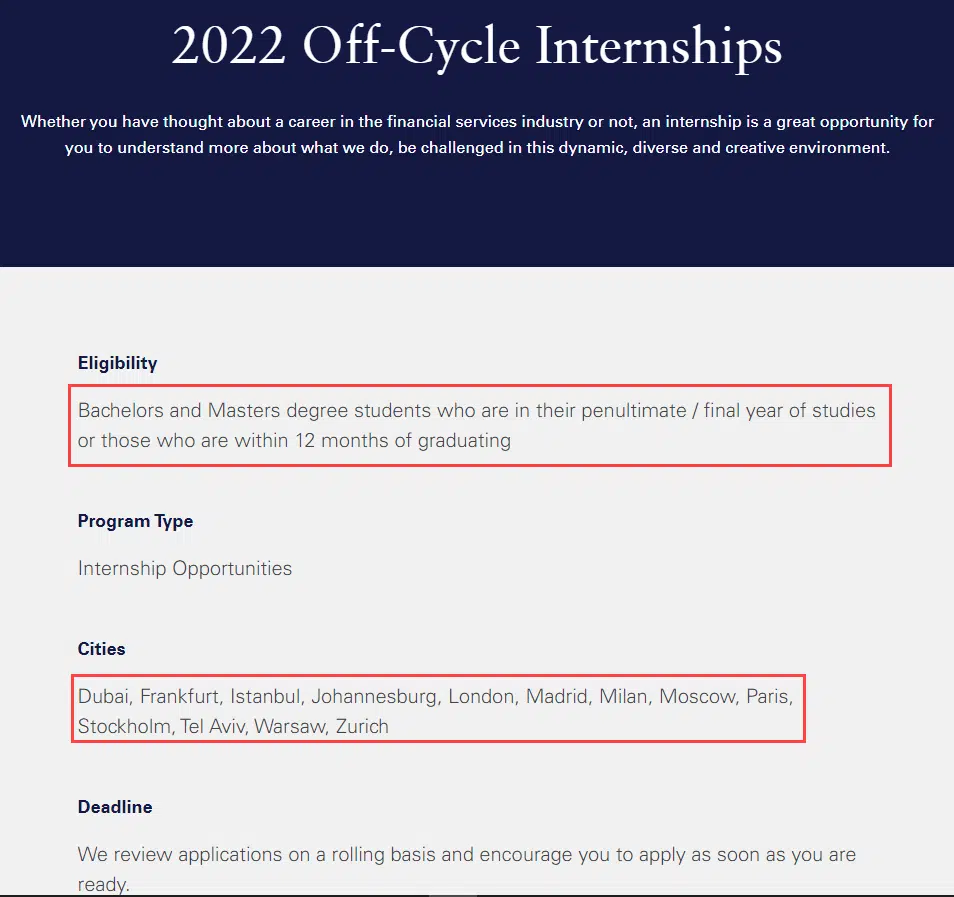 2022 Off-Cycle Internships
Whether you have thought about a career in the financial services industry or not, an internship is a great opportunity for
you to understand more about what we do, be challenged in this dynamic, diverse and creative environment.
Eligibility
Bachelors and Masters degree students who are in their penultimate / final year of studies
or those who are within 12 months of graduating
Program Type
Internship Opportunities
Cities
Dubai, Frankfurt, Istanbul, Johannesburg, London, Madrid, Milan, Moscow, Paris,
Stockholm, Tel Aviv, Warsaw, Zurich
Deadline
We review applications on a rolling basis and encourage you to apply as soon as you are
ready.